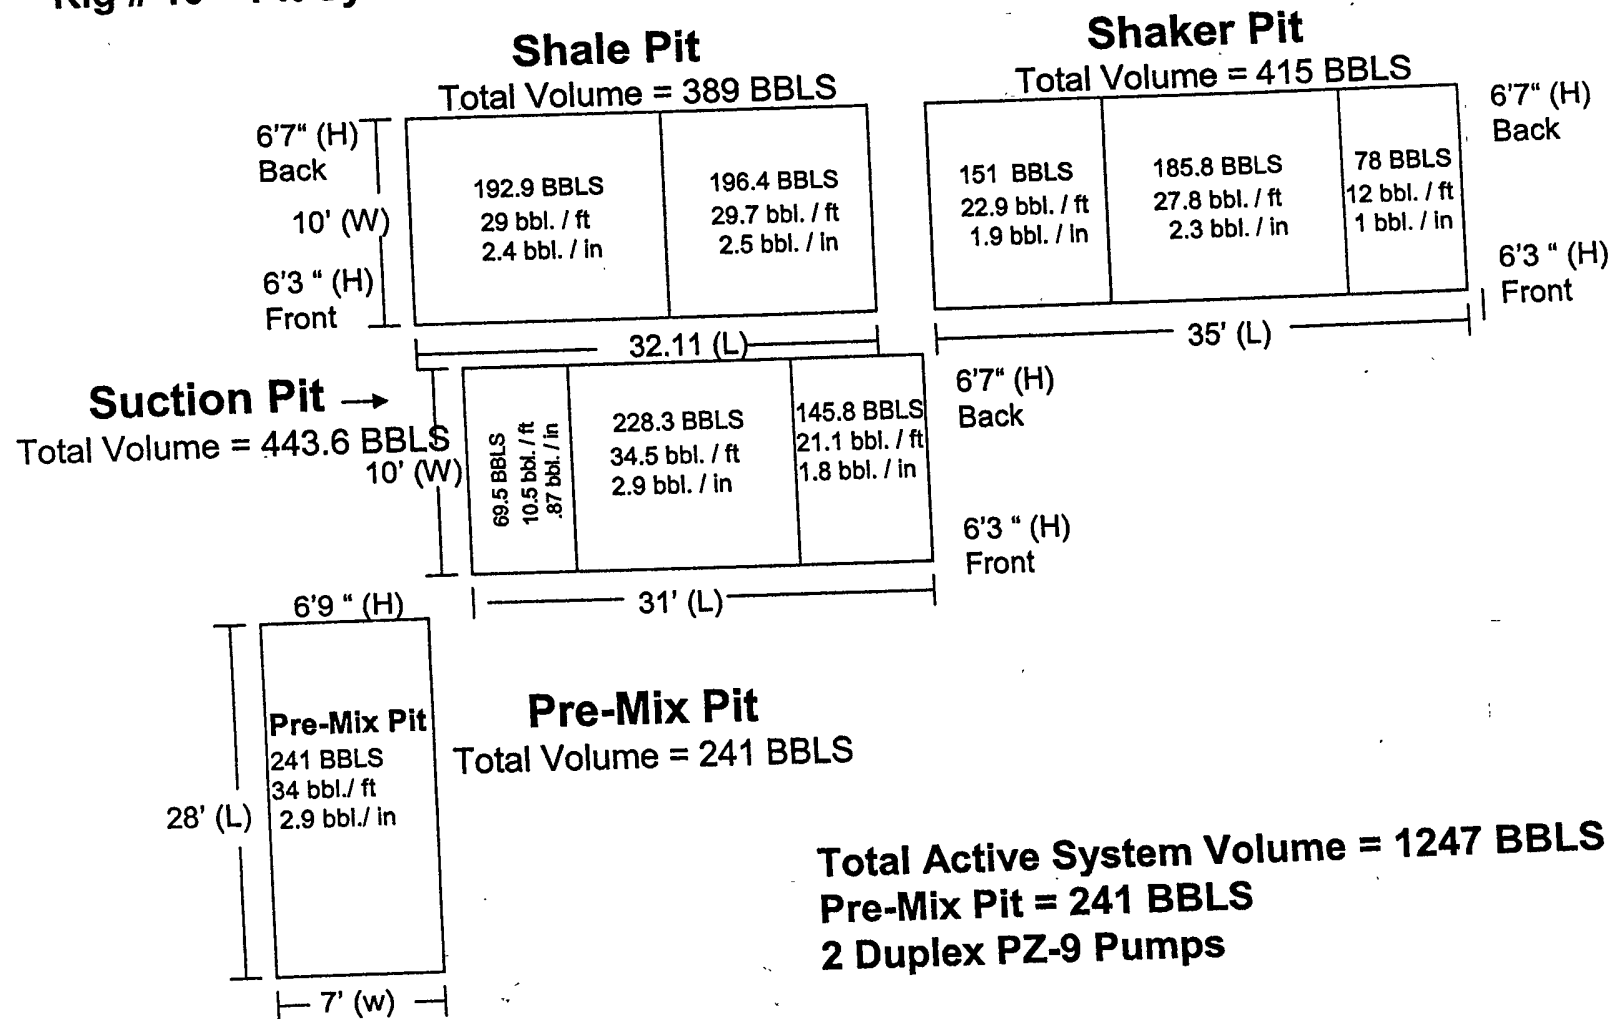 Shale Pit
Total Volume = 389 BBLS
Shaker Pit
Total Volume = 415 BBLS
6'7“ (H)
Back
10' (W)
6'3 “ (H)
Front
192.9 BBLS
29 bbl. / ft
2.4 bbl. / in
196.4 BBLS
29.7 bbl. / ft
2.5 bbl. / in
32.11 (L)
151 BBLS
22.9 bbl. / ft
1.9 bbl. / in
185.8 BBLS
27.8 bbl. / ft
2.3 bbl. / in
78 BBLS
12 bbl. / ft
1 bbl. / in
6'7“ (H)
Back
6'3 “ (H)
Front
35' (L)
Suction Pit →
Total Volume = 443.6 BBLS
10' (W)
69.5 BBLS
10.5 bbl. / ft
.87 bbl. / in
228.3 BBLS
34.5 bbl. / ft
2.9 bbl. / in
145.8 BBLS
21.1 bbl. / ft
1.8 bbl. / in
6'7“ (H)
Back
6'3 “ (H)
Front
31' (L)
6'9 “ (H)
Pre-Mix Pit
241 BBLS
34 bbl./ ft
2.9 bbl./ in
28' (L)
7' (w)
Pre-Mix Pit
Total Volume = 241 BBLS
Total Active System Volume = 1247 BBLS
Pre-Mix Pit = 241 BBLS
2 Duplex PZ-9 Pumps